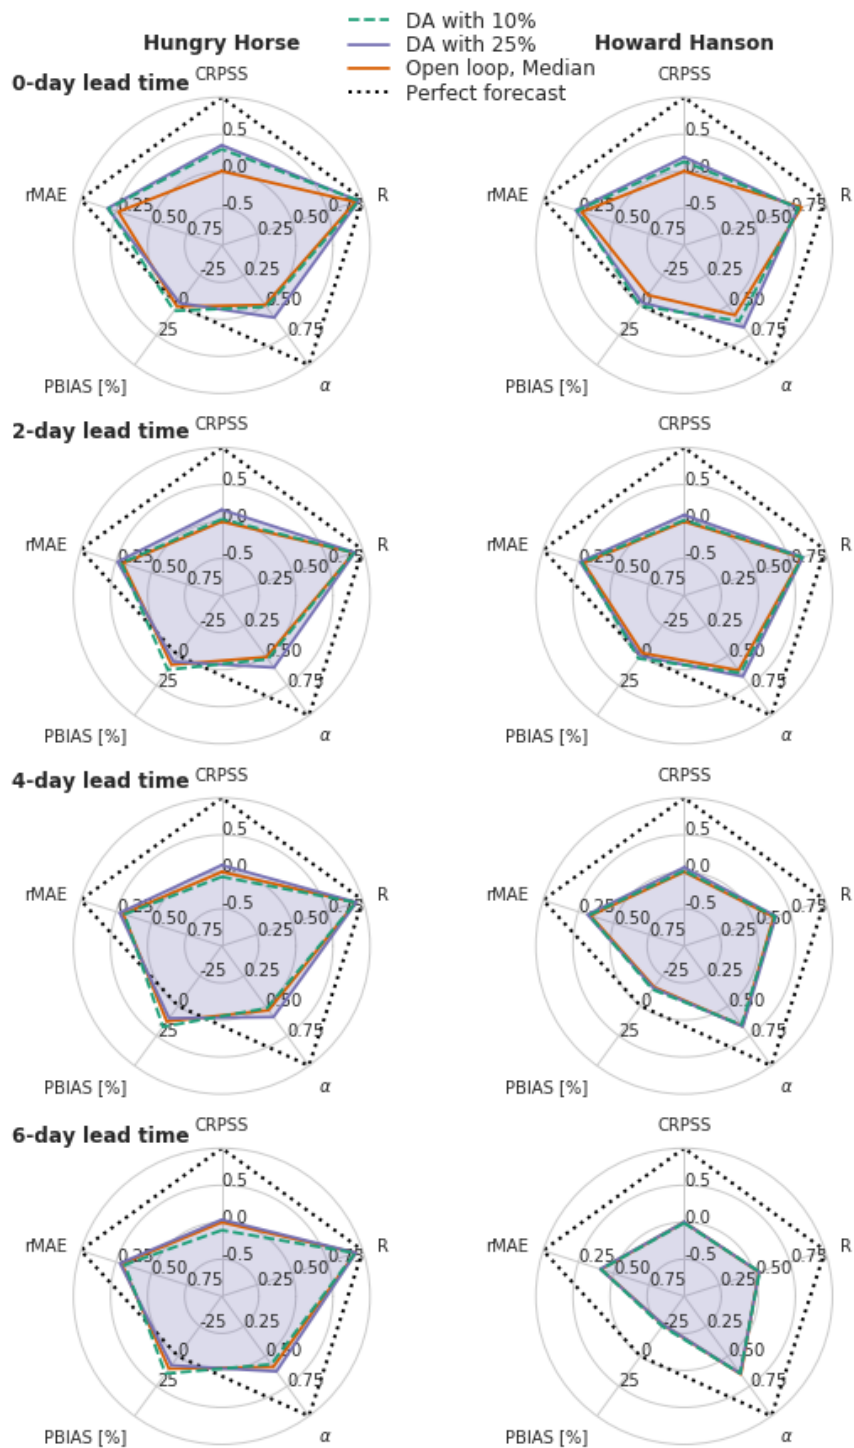 DA with 10%
DA with 25%
Open loop, Median
Perfect forecast
Hungry Horse
Howard Hanson
0-day lead time
CRPSS
0.5
0.0
-0.5
R
0.75
0.50
0.25
rMAE
0.25
0.50
0.75
PBIAS [%]
-25
0
25
α
0.25
0.50
0.75
CRPSS
0.5
0.0
-0.5
R
0.75
0.50
0.25
rMAE
0.25
0.50
0.75
PBIAS [%]
-25
0
25
α
0.25
0.50
0.75
2-day lead time
CRPSS
0.5
0.0
-0.5
R
0.75
0.50
0.25
rMAE
0.25
0.50
0.75
PBIAS [%]
-25
0
25
α
0.25
0.50
0.75
CRPSS
0.5
0.0
-0.5
R
0.75
0.50
0.25
rMAE
0.25
0.50
0.75
PBIAS [%]
-25
0
25
α
0.25
0.50
0.75
4-day lead time
CRPSS
0.5
0.0
-0.5
R
0.75
0.50
0.25
rMAE
0.25
0.50
0.75
PBIAS [%]
-25
0
25
α
0.25
0.50
0.75
CRPSS
0.5
0.0
-0.5
R
0.75
0.50
0.25
rMAE
0.25
0.50
0.75
PBIAS [%]
-25
0
25
α
0.25
0.50
0.75
6-day lead time
CRPSS
0.5
0.0
-0.5
R
0.75
0.50
0.25
rMAE
0.25
0.50
0.75
PBIAS [%]
-25
0
25
α
0.25
0.50
0.75
CRPSS
0.5
0.0
-0.5
R
0.75
0.50
0.25
rMAE
0.25
0.50
0.75
PBIAS [%]
-25
0
25
α
0.25
0.50
0.75